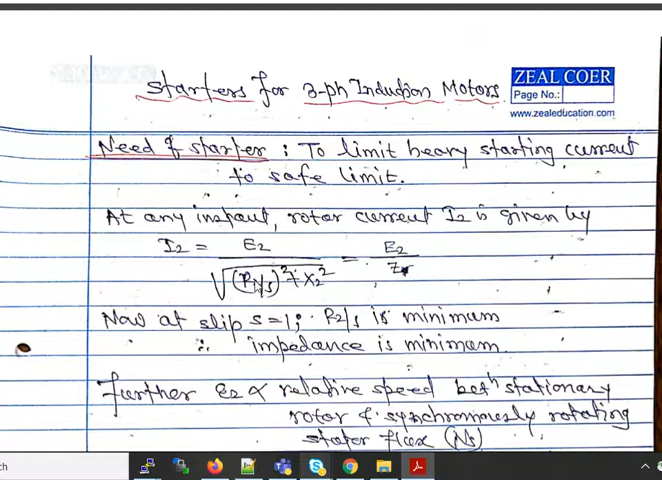 Starters for 3-ph Induction Motors
ZEAL COER
Page No.:
www.zealeducation.com
Need of starter : To limit heavy starting current
to safe limit.
At any instant, rotor current I2 is given by
I2 = E2 / √((R2/s)² + X2²) = E2 / Zr
Now at slip s=1; R2/s is minimum
∴ impedance is minimum
Further E2 ∝ relative speed betⁿ stationary
rotor & synchronously rotating
stator flux (Ns)
ch